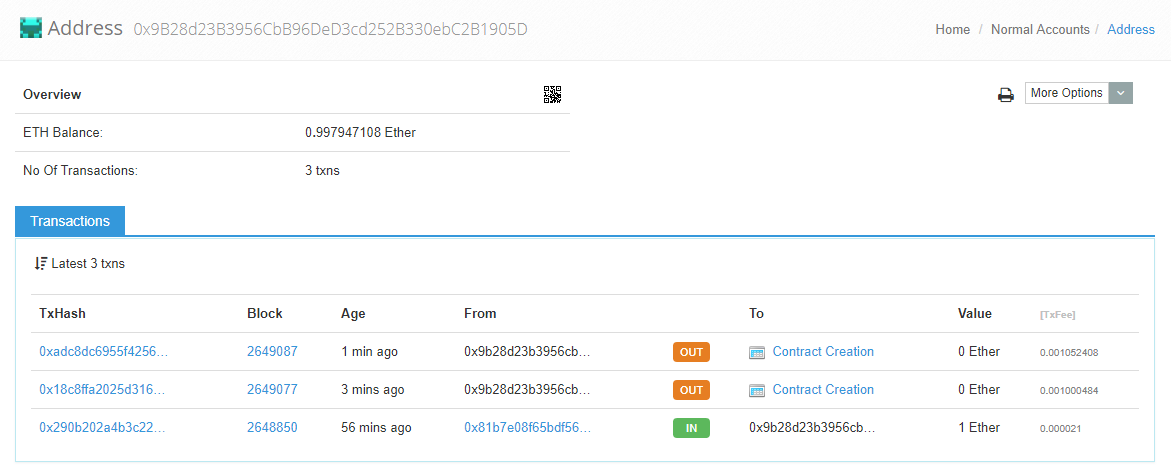 Address 0x9B28d23B3956CbB96DeD3cd252B330ebC2B1905D
Home / Normal Accounts / Address
Overview
More Options
ETH Balance: 0.997947108 Ether
No Of Transactions: 3 txns
Transactions
Latest 3 txns
TxHash Block Age From To Value [TxFee]
0xadc8dc6955f4256... 2649087 1 min ago 0x9b28d23b3956cb... OUT Contract Creation 0 Ether 0.001052408
0x18c8ffa2025d316... 2649077 3 mins ago 0x9b28d23b3956cb... OUT Contract Creation 0 Ether 0.001000484
0x290b202a4b3c22... 2648850 56 mins ago 0x81b7e08f65bdf56... IN 0x9b28d23b3956cb... 1 Ether 0.000021